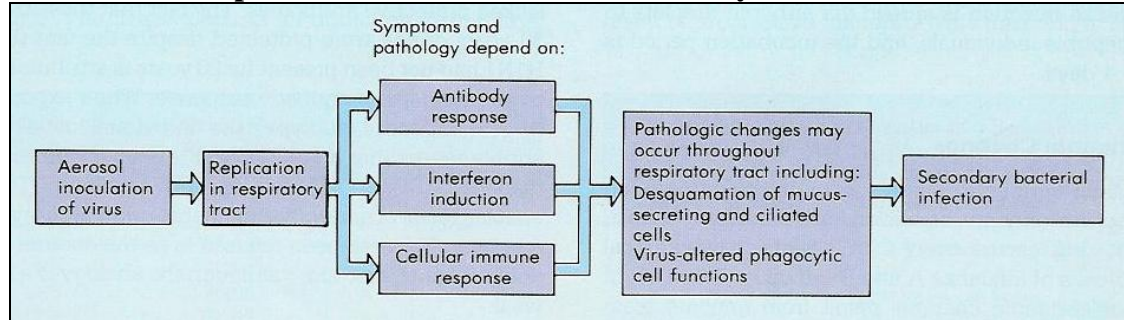 Symptoms and
pathology depend on:
Aerosol
inoculation
of virus
Replication
in respiratory
tract
Antibody
response
Interferon
induction
Cellular immune
response
Pathologic changes may
occur throughout
respiratory tract including:
Desquamation of mucus-
secreting and ciliated
cells
Virus-altered phagocytic
cell functions
Secondary bacterial
infection